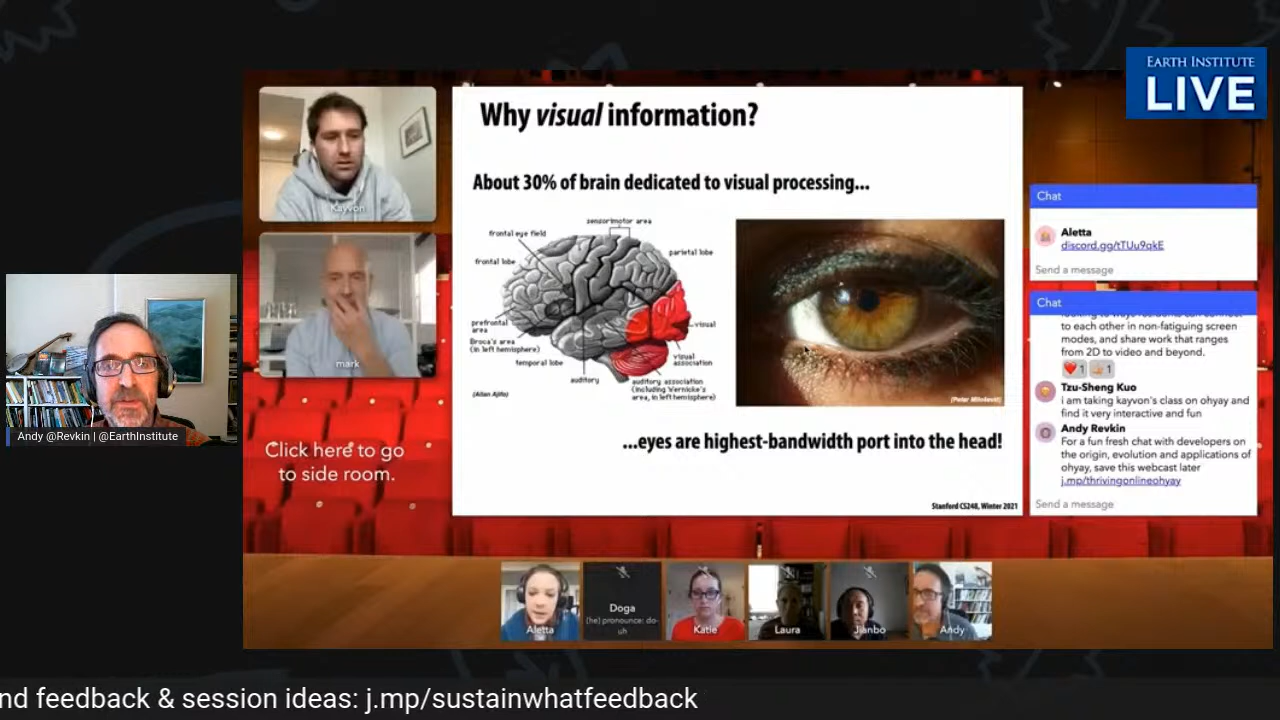 EARTH INSTITUTE
LIVE
Why visual information?
About 30% of brain dedicated to visual processing...
sensorimotor area
frontal eye field
parietal lobe
frontal lobe
prefrontal
area
visual
Broca's area
(in left hemisphere)
visual
association
temporal lobe
auditory
auditory association
(including Wernicke's
area, in left hemisphere)
(Allan Ajifo)
(Petar Milošević)
...eyes are highest-bandwidth port into the head!
Stanford CS248, Winter 2021
Kayvon
mark
Click here to go
to side room.
Andy @Revkin | @EarthInstitute
Chat
Aletta
discord.gg/tTUu9qkE
Send a message
Chat
to each other in non-fatiguing screen
modes, and share work that ranges
from 2D to video and beyond.
1 1
Tzu-Sheng Kuo
i am taking kayvon's class on ohyay and
find it very interactive and fun
Andy Revkin
For a fun fresh chat with developers on
the origin, evolution and applications of
ohyay, save this webcast later
j.mp/thrivingonlineohyay
Send a message
Aletta
Doga
[he] pronounce: do-
uh
Katie
Laura
Jianbo
Andy
nd feedback & session ideas: j.mp/sustainwhatfeedback